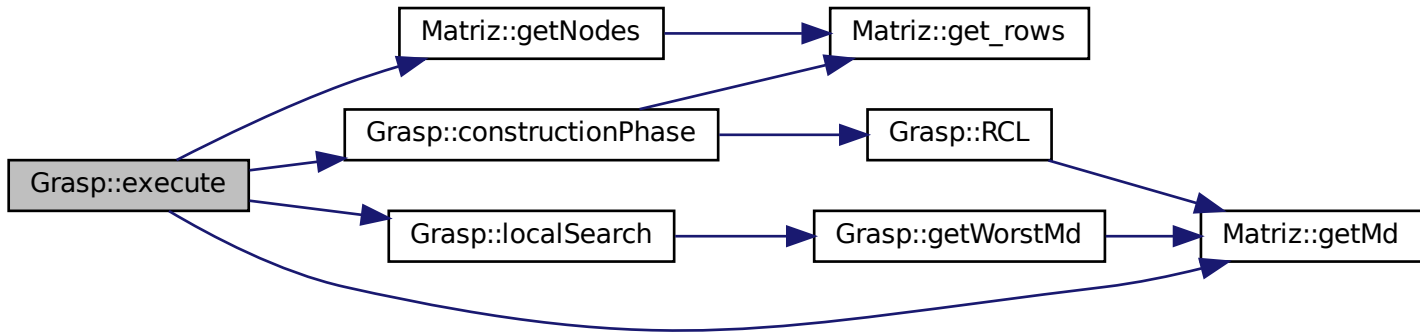 Matriz::getNodes
Matriz::get_rows
Grasp::constructionPhase
Grasp::RCL
Grasp::execute
Grasp::localSearch
Grasp::getWorstMd
Matriz::getMd